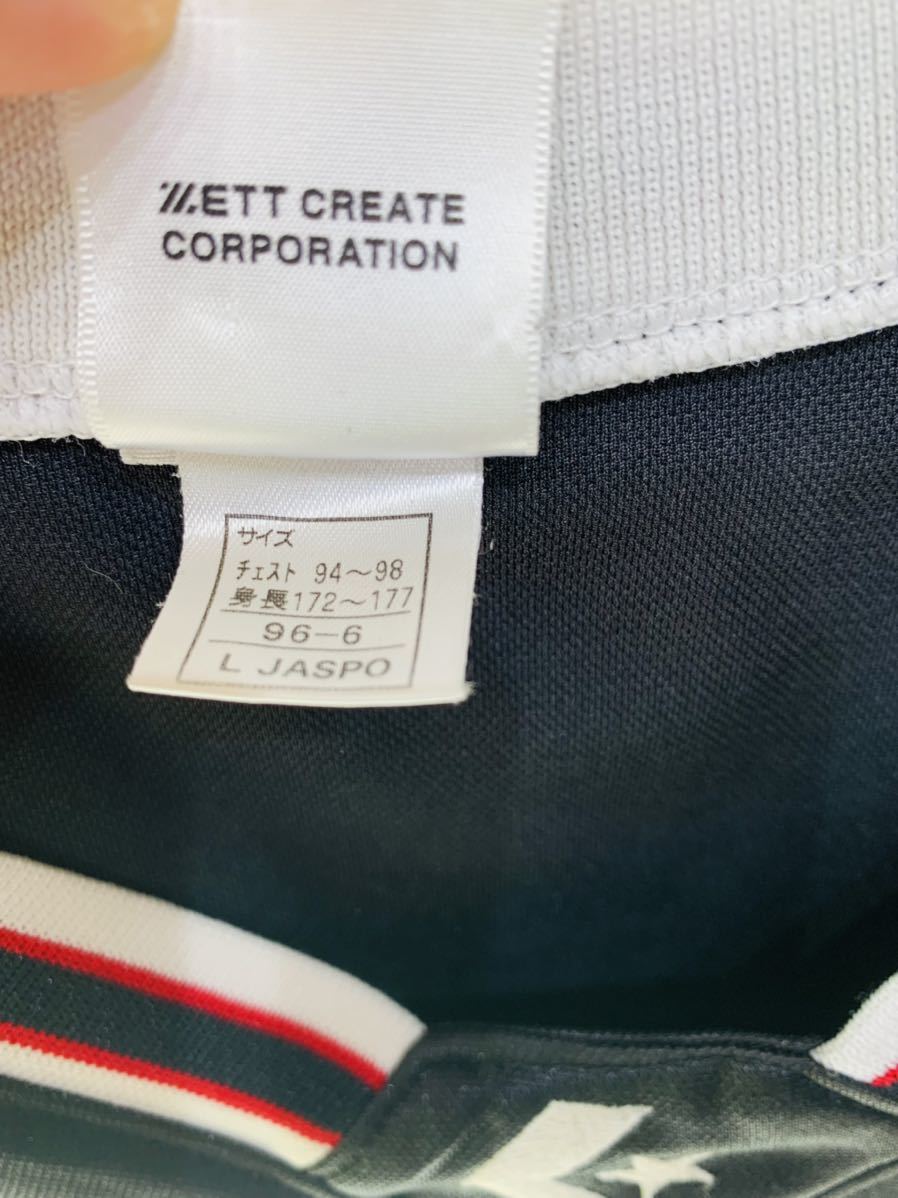 ZETT CREATE
CORPORATION
サイズ
チェスト 94〜98
身長172〜177
96-6
L JASPO